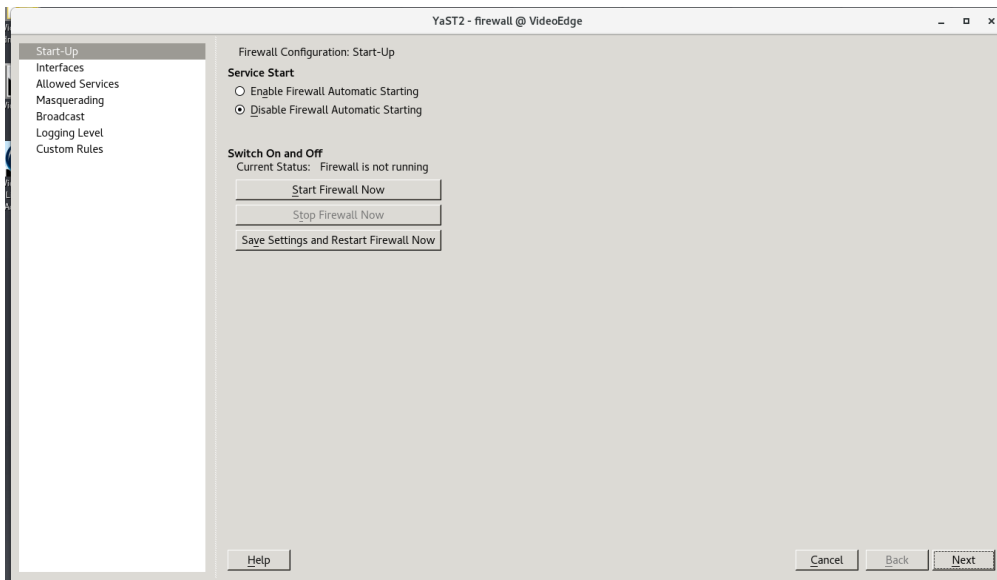 YaST2 - firewall @ VideoEdge
Start-Up
Interfaces
Allowed Services
Masquerading
Broadcast
Logging Level
Custom Rules
Firewall Configuration: Start-Up
Service Start
Enable Firewall Automatic Starting
Disable Firewall Automatic Starting
Switch On and Off
Current Status: Firewall is not running
Start Firewall Now
Stop Firewall Now
Save Settings and Restart Firewall Now
Help
Cancel
Back
Next